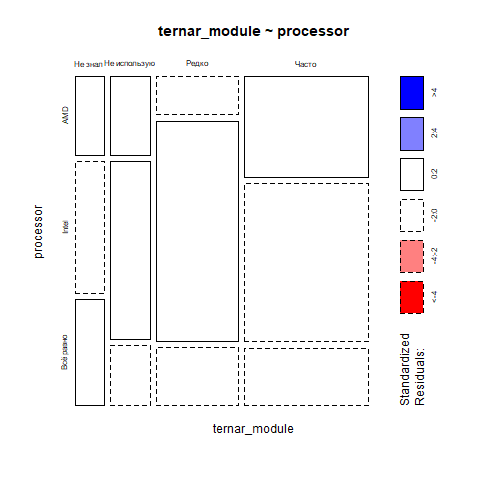 ternar_module ~ processor
Не знал Не использую Редко Часто
AMD
Intel
Всё равно
processor
ternar_module
>4
2:4
0:2
-2:0
-4:-2
<-4
Standardized
Residuals: